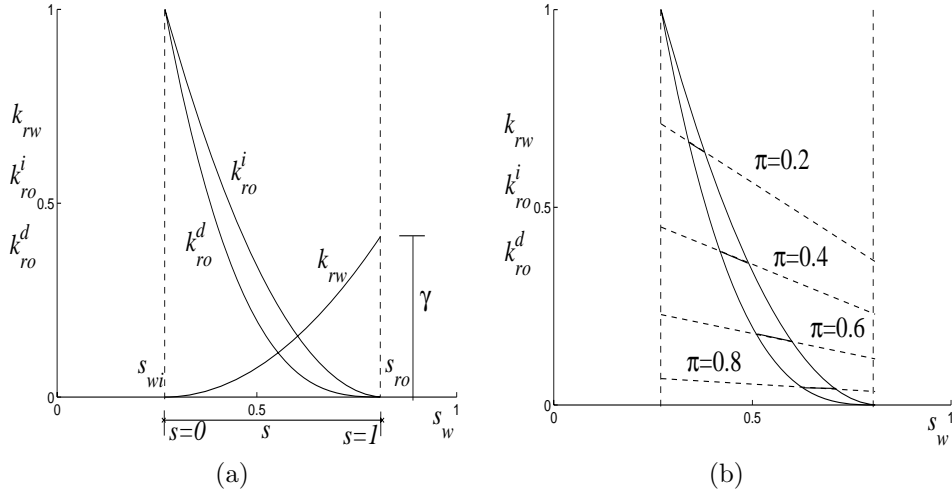 1
k_rw
k_ro^i
k_ro^d
0.5
0
k_ro^i
k_ro^d
k_rw
γ
s_wi
s_ro
0
0.5
1
s_w
s=0
s
s=1
(a)
1
k_rw
k_ro^i
k_ro^d
0.5
0
π=0.2
π=0.4
π=0.6
π=0.8
0
0.5
1
s_w
(b)